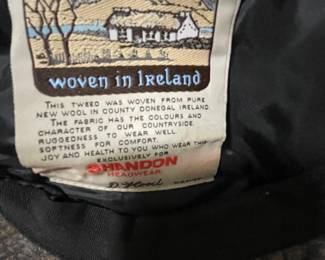 woven in Ireland
THIS TWEED WAS WOVEN FROM PURE
NEW WOOL IN COUNTY DONEGAL IRELAND.
THE FABRIC HAS THE COLOURS AND
CHARACTER OF OUR COUNTRYSIDE.
RUGGEDNESS TO WEAR WELL.
SOFTNESS FOR COMFORT.
JOY AND HEALTH TO YOU WHO WEAR THIS
EXCLUSIVELY FOR
SHANDON
HEADWEAR